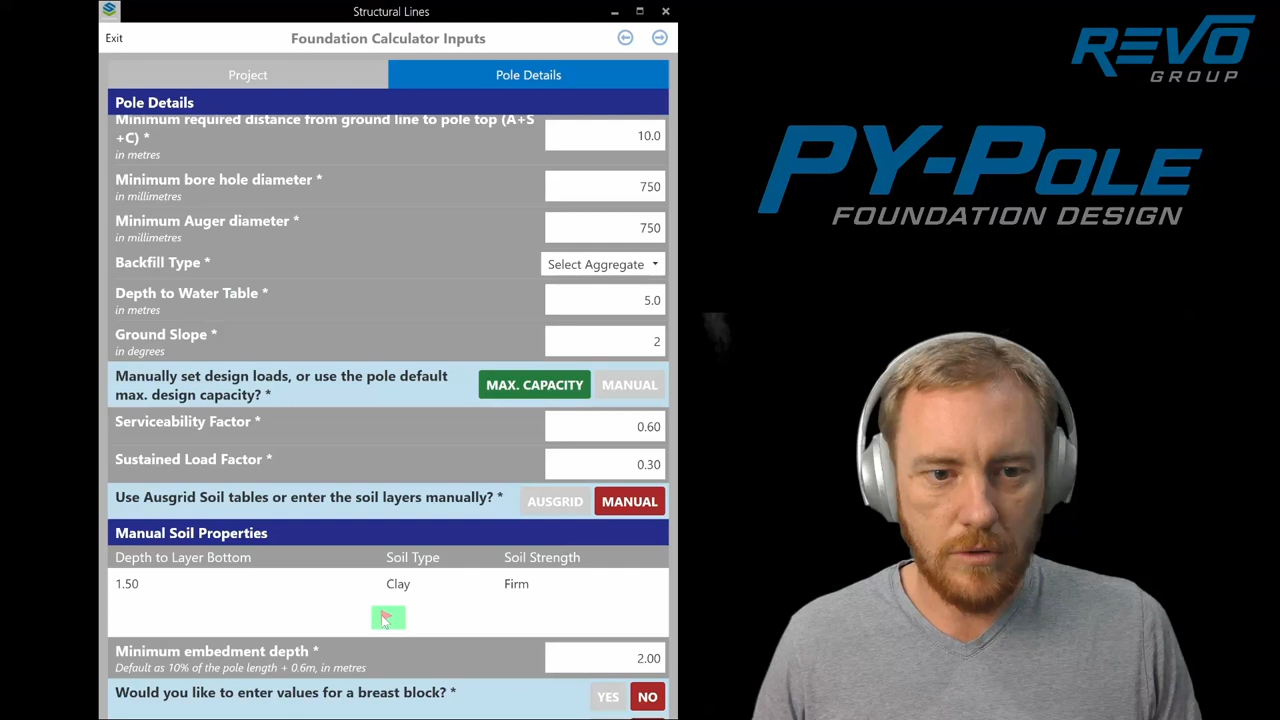 Structural Lines
Exit
Foundation Calculator Inputs
Project
Pole Details
Pole Details
Minimum required distance from ground line to pole top (A+S
+C) *
in metres
10.0
Minimum bore hole diameter *
in millimetres
750
Minimum Auger diameter *
in millimetres
750
Backfill Type *
Select Aggregate
Depth to Water Table *
in metres
5.0
Ground Slope *
in degrees
2
Manually set design loads, or use the pole default
max. design capacity? *
MAX. CAPACITY
MANUAL
Serviceability Factor *
0.60
Sustained Load Factor *
0.30
Use Ausgrid Soil tables or enter the soil layers manually? *
AUSGRID
MANUAL
Manual Soil Properties
Depth to Layer Bottom
Soil Type
Soil Strength
1.50
Clay
Firm
Minimum embedment depth *
Default as 10% of the pole length + 0.6m, in metres
2.00
Would you like to enter values for a breast block? *
YES
NO
REVO
GROUP
PY-POLE
FOUNDATION DESIGN